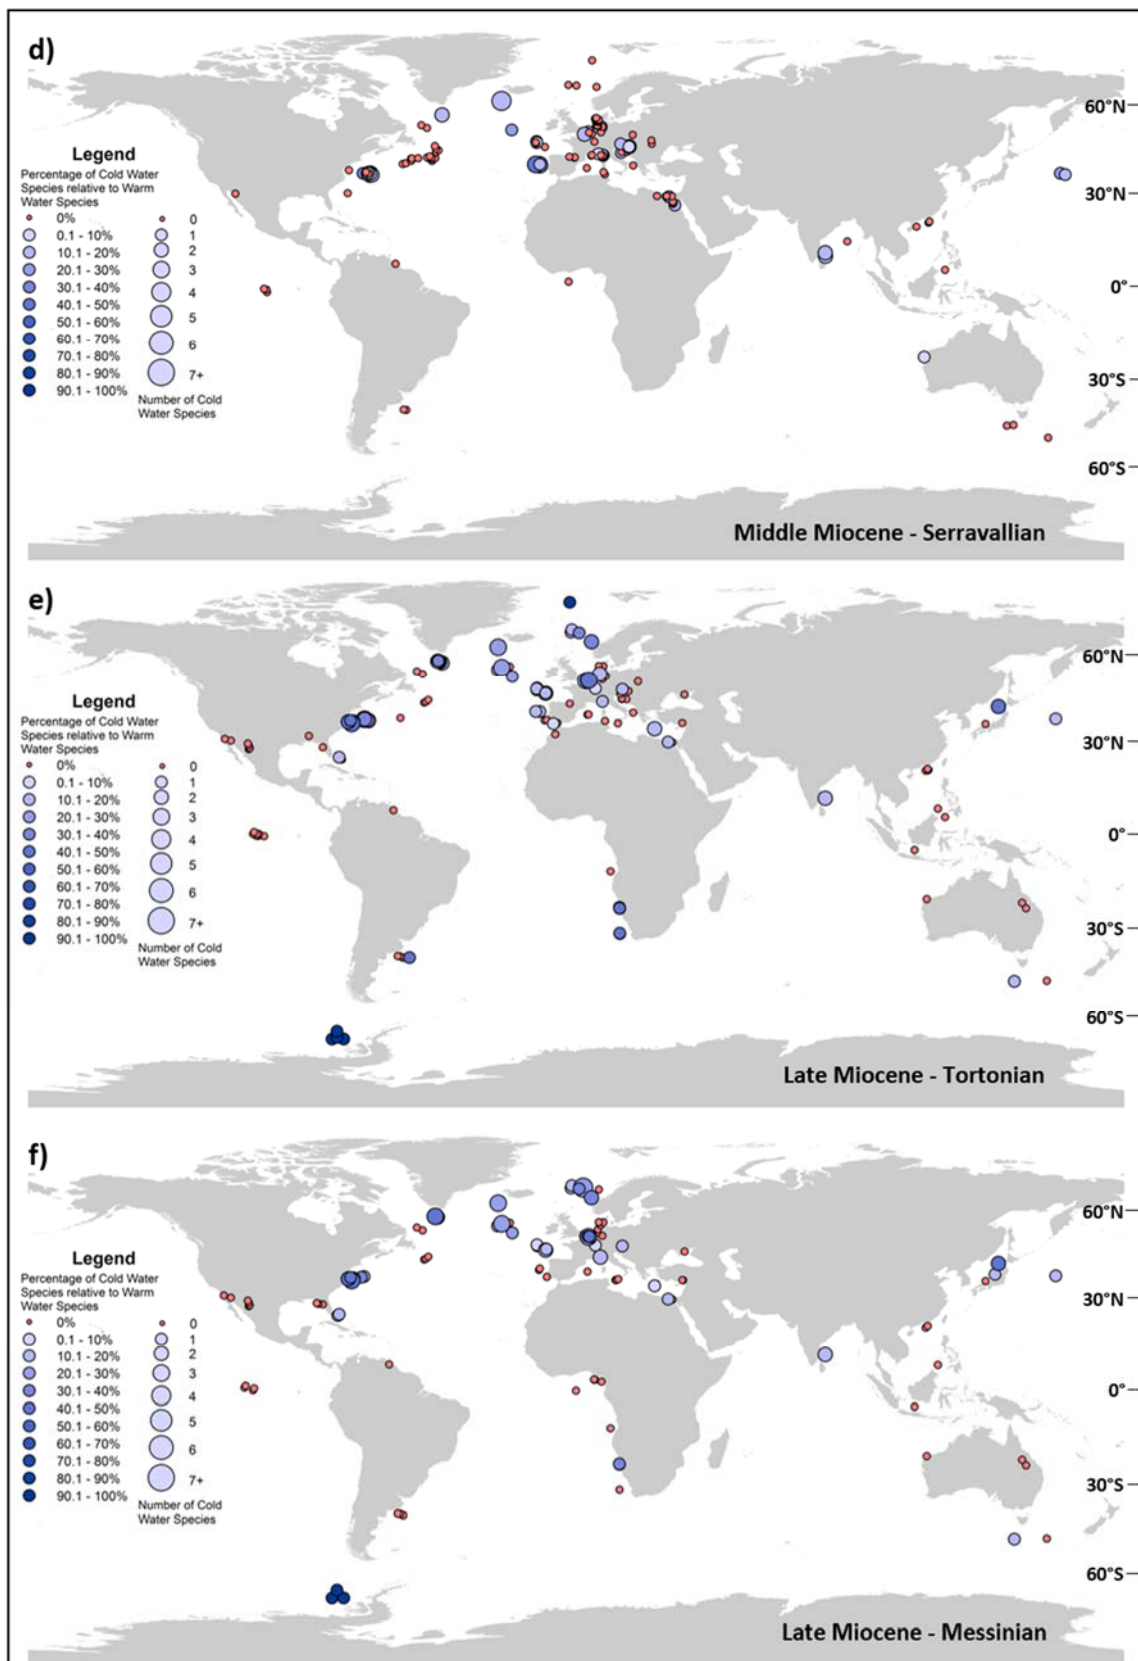 d)
Legend
Percentage of Cold Water
Species relative to Warm
Water Species
0% 0
0.1 - 10% 1
10.1 - 20% 2
20.1 - 30% 3
30.1 - 40% 4
40.1 - 50%
50.1 - 60% 5
60.1 - 70%
70.1 - 80% 6
80.1 - 90% 7+
90.1 - 100%
Number of Cold
Water Species
60°N
30°N
0°
30°S
60°S
Middle Miocene - Serravallian
e)
Legend
Percentage of Cold Water
Species relative to Warm
Water Species
0% 0
0.1 - 10% 1
10.1 - 20% 2
20.1 - 30% 3
30.1 - 40% 4
40.1 - 50%
50.1 - 60% 5
60.1 - 70%
70.1 - 80% 6
80.1 - 90% 7+
90.1 - 100%
Number of Cold
Water Species
60°N
30°N
0°
30°S
60°S
Late Miocene - Tortonian
f)
Legend
Percentage of Cold Water
Species relative to Warm
Water Species
0% 0
0.1 - 10% 1
10.1 - 20% 2
20.1 - 30% 3
30.1 - 40% 4
40.1 - 50%
50.1 - 60% 5
60.1 - 70%
70.1 - 80% 6
80.1 - 90% 7+
90.1 - 100%
Number of Cold
Water Species
60°N
30°N
0°
30°S
60°S
Late Miocene - Messinian